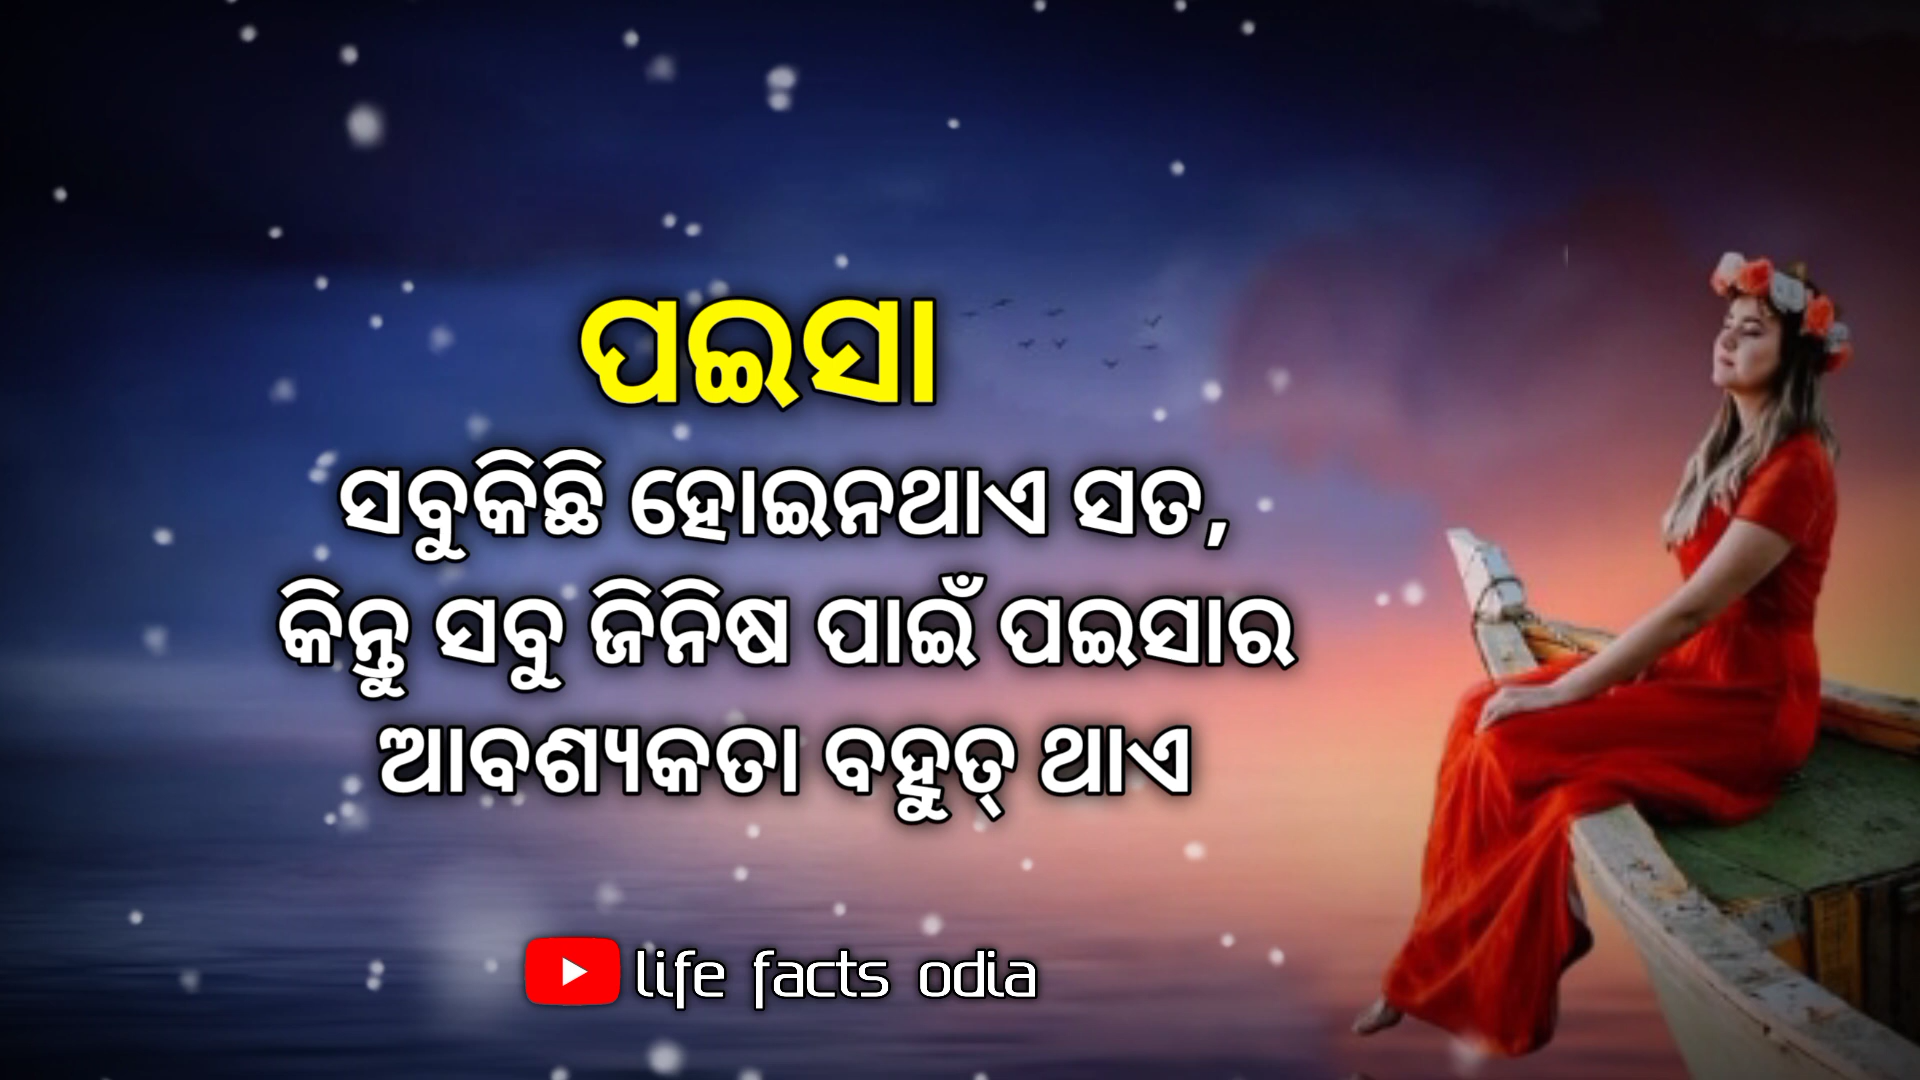 ପଇସା
ସବୁକିଛି ହୋଇନଥାଏ ସତ,
କିନ୍ତୁ ସବୁ ଜିନିଷ ପାଇଁ ପଇସାର
ଆବଶ୍ୟକତା ବହୁତ୍ ଥାଏ
life facts odia